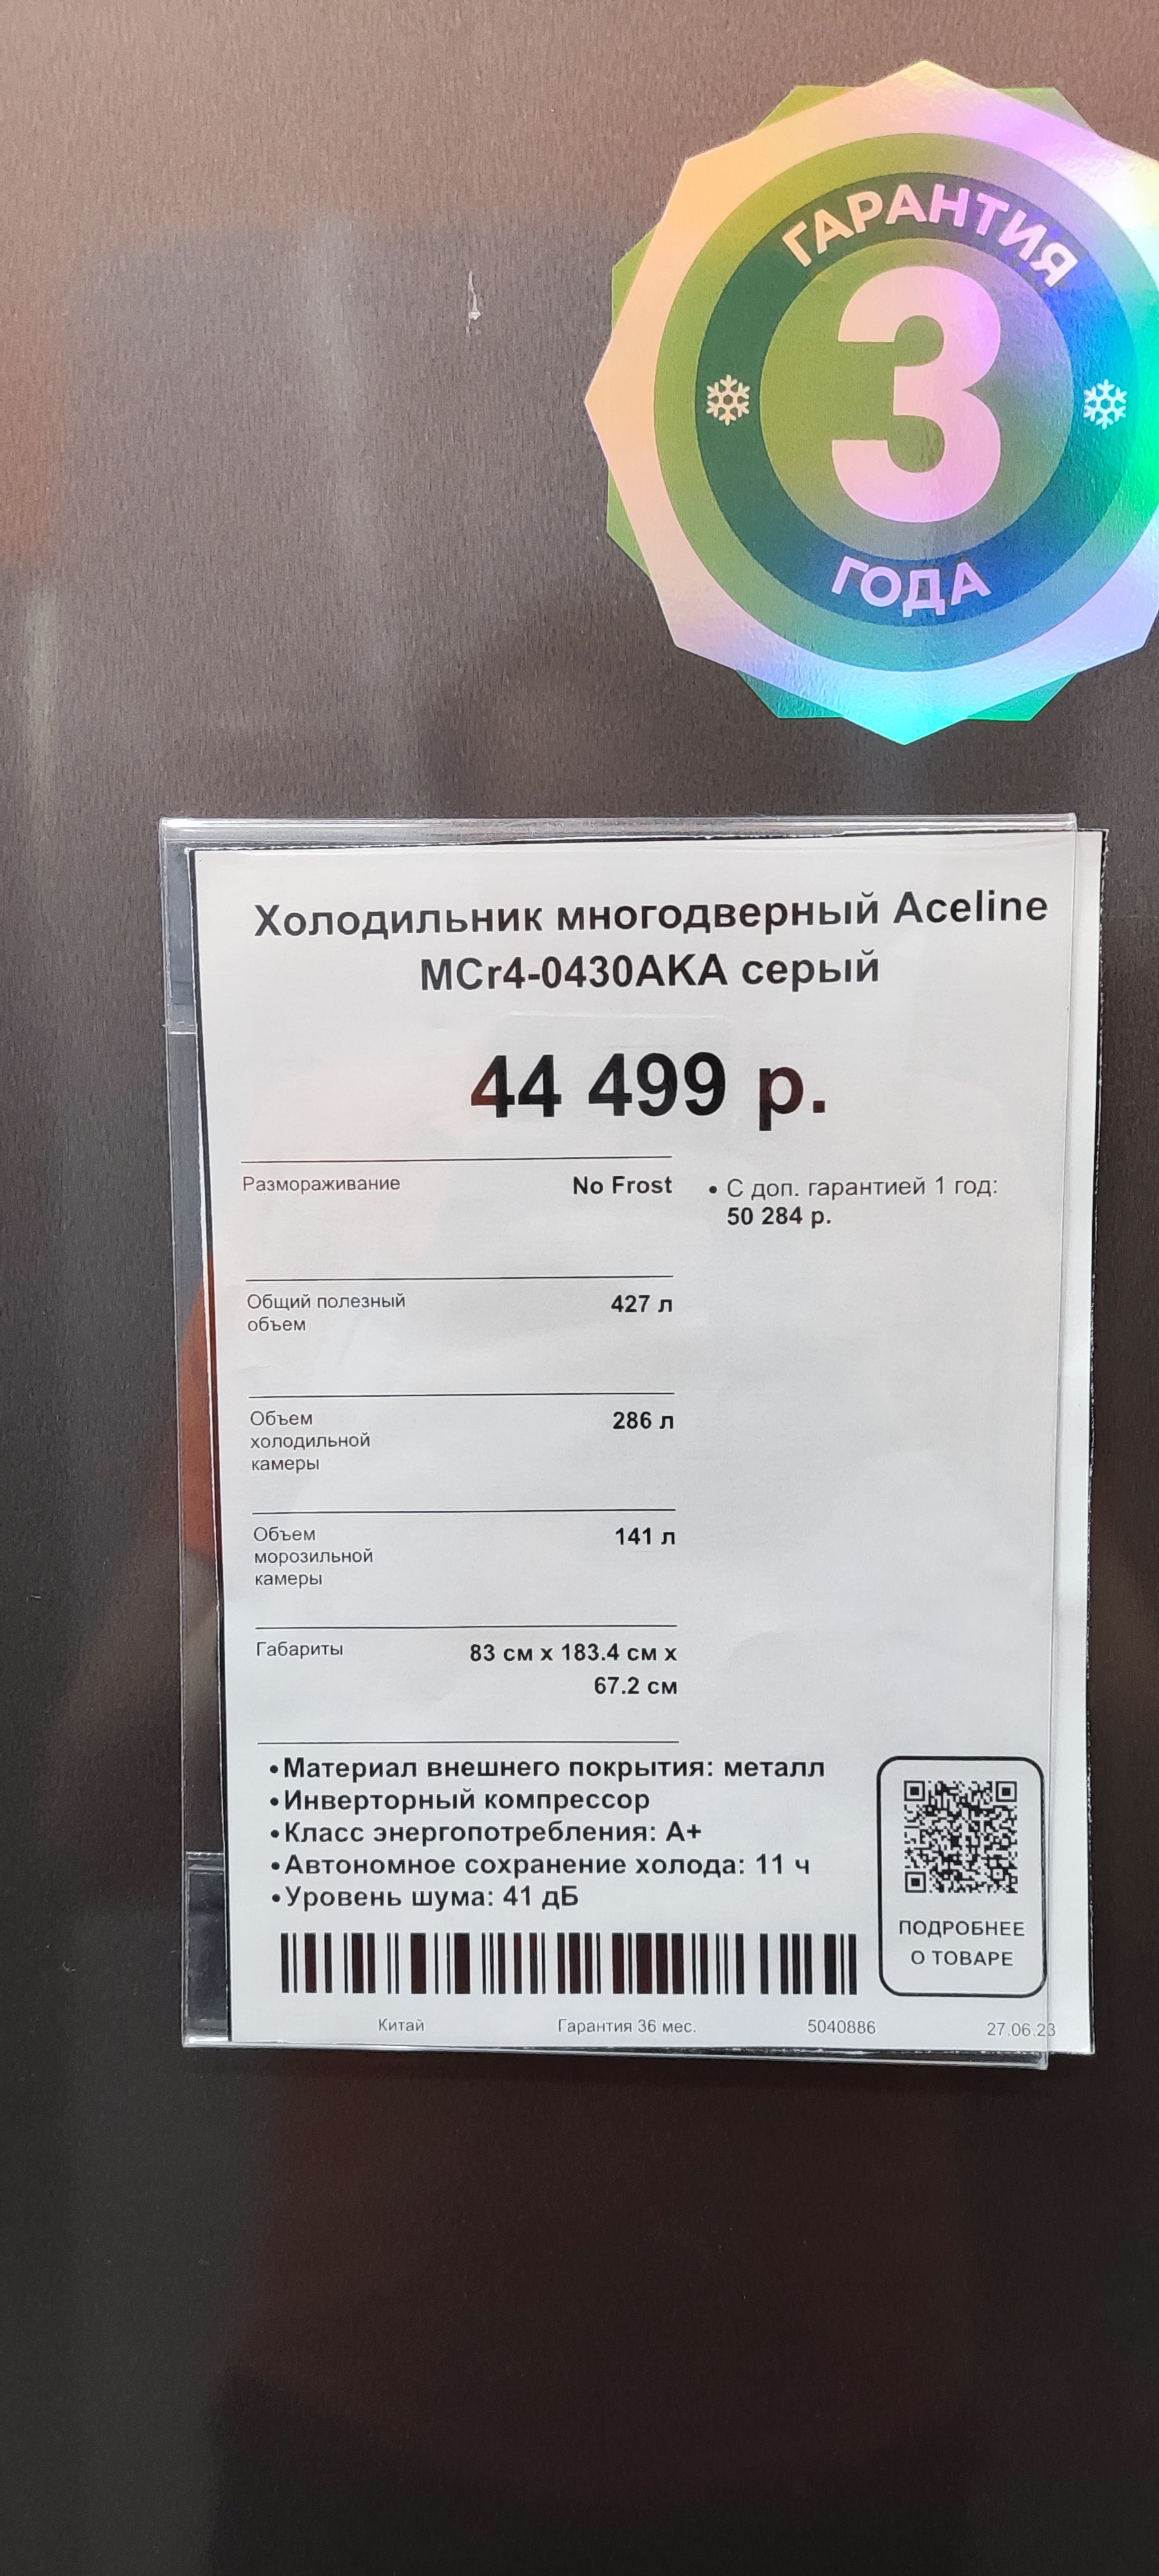 ГАРАНТИЯ
3
ГОДА
Холодильник многодверный Aceline
MCr4-0430AKA серый
44 499 р.
Размораживание No Frost
• С доп. гарантией 1 год:
50 284 р.
Общий полезный 427 л
объем
Объем 286 л
холодильной
камеры
Объем 141 л
морозильной
камеры
Габариты 83 см x 183.4 см x
67.2 см
•Материал внешнего покрытия: металл
•Инверторный компрессор
•Класс энергопотребления: A+
•Автономное сохранение холода: 11 ч
•Уровень шума: 41 дБ
ПОДРОБНЕЕ
О ТОВАРЕ
Китай Гарантия 36 мес. 5040886 27.06.23